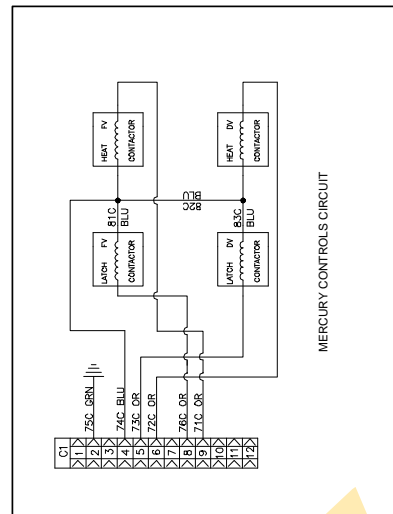 HEAT FV
CONTACTOR
HEAT DV
CONTACTOR
81C
BLU
82C
BLU
83C
BLU
LATCH FV
CONTACTOR
LATCH DV
CONTACTOR
MERCURY CONTROLS CIRCUIT
75C GRN
74C BLU
73C OR
72C OR
76C OR
71C OR
C1
1
2
3
4
5
6
7
8
9
10
11
12